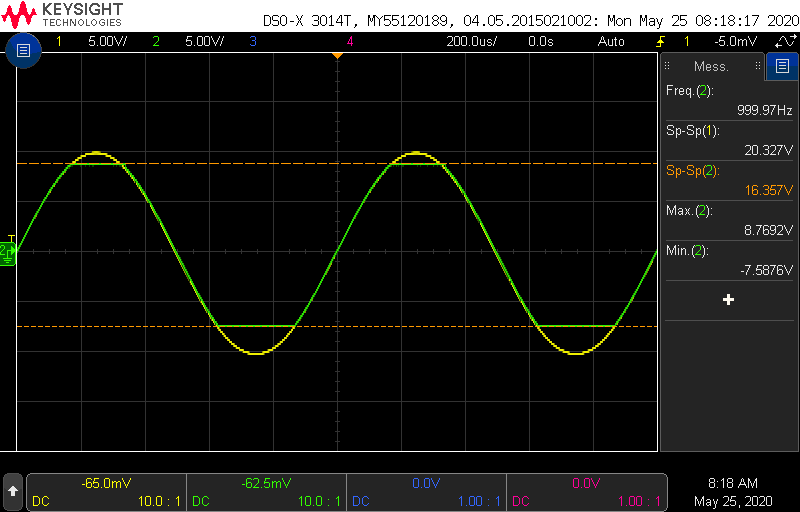 KEYSIGHT
TECHNOLOGIES
DSO-X 3014T, MY55120189, 04.05.2015021002: Mon May 25 08:18:17 2020
1 5.00V/ 2 5.00V/ 3 4 200.0us/ 0.0s Auto 1 -5.0mV
Mess.
Freq.(2):
999.97Hz
Sp-Sp(1):
20.327V
Sp-Sp(2):
16.357V
Max.(2):
8.7692V
Min.(2):
-7.5876V
T
2
-65.0mV -62.5mV 0.0V 0.0V
DC 10.0 : 1 DC 10.0 : 1 DC 1.00 : 1 DC 1.00 : 1
8:18 AM
May 25, 2020